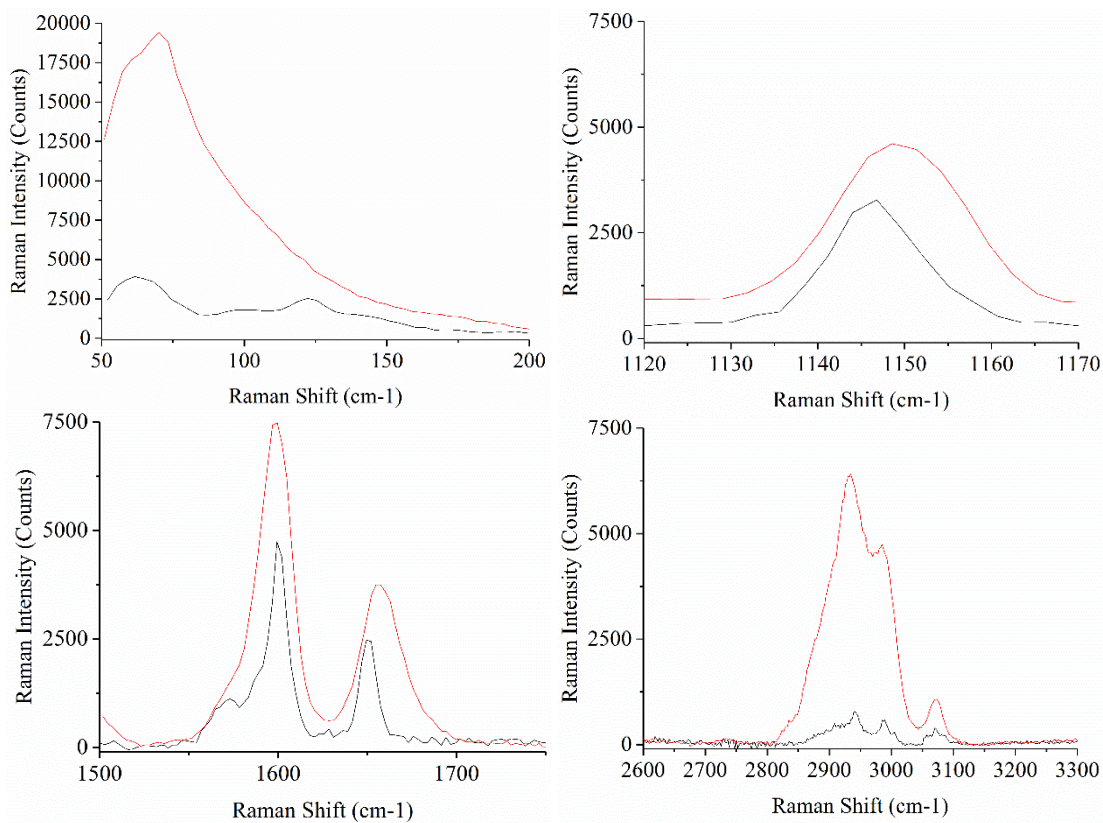 Raman Intensity (Counts)
20000
17500
15000
12500
10000
7500
5000
2500
0
50 100 150 200
Raman Shift (cm-1)
Raman Intensity (Counts)
7500
5000
2500
0
1120 1130 1140 1150 1160 1170
Raman Shift (cm-1)
Raman Intensity (Counts)
7500
5000
2500
0
1500 1600 1700
Raman Shift (cm-1)
Raman Intensity (Counts)
7500
5000
2500
0
2600 2700 2800 2900 3000 3100 3200 3300
Raman Shift (cm-1)